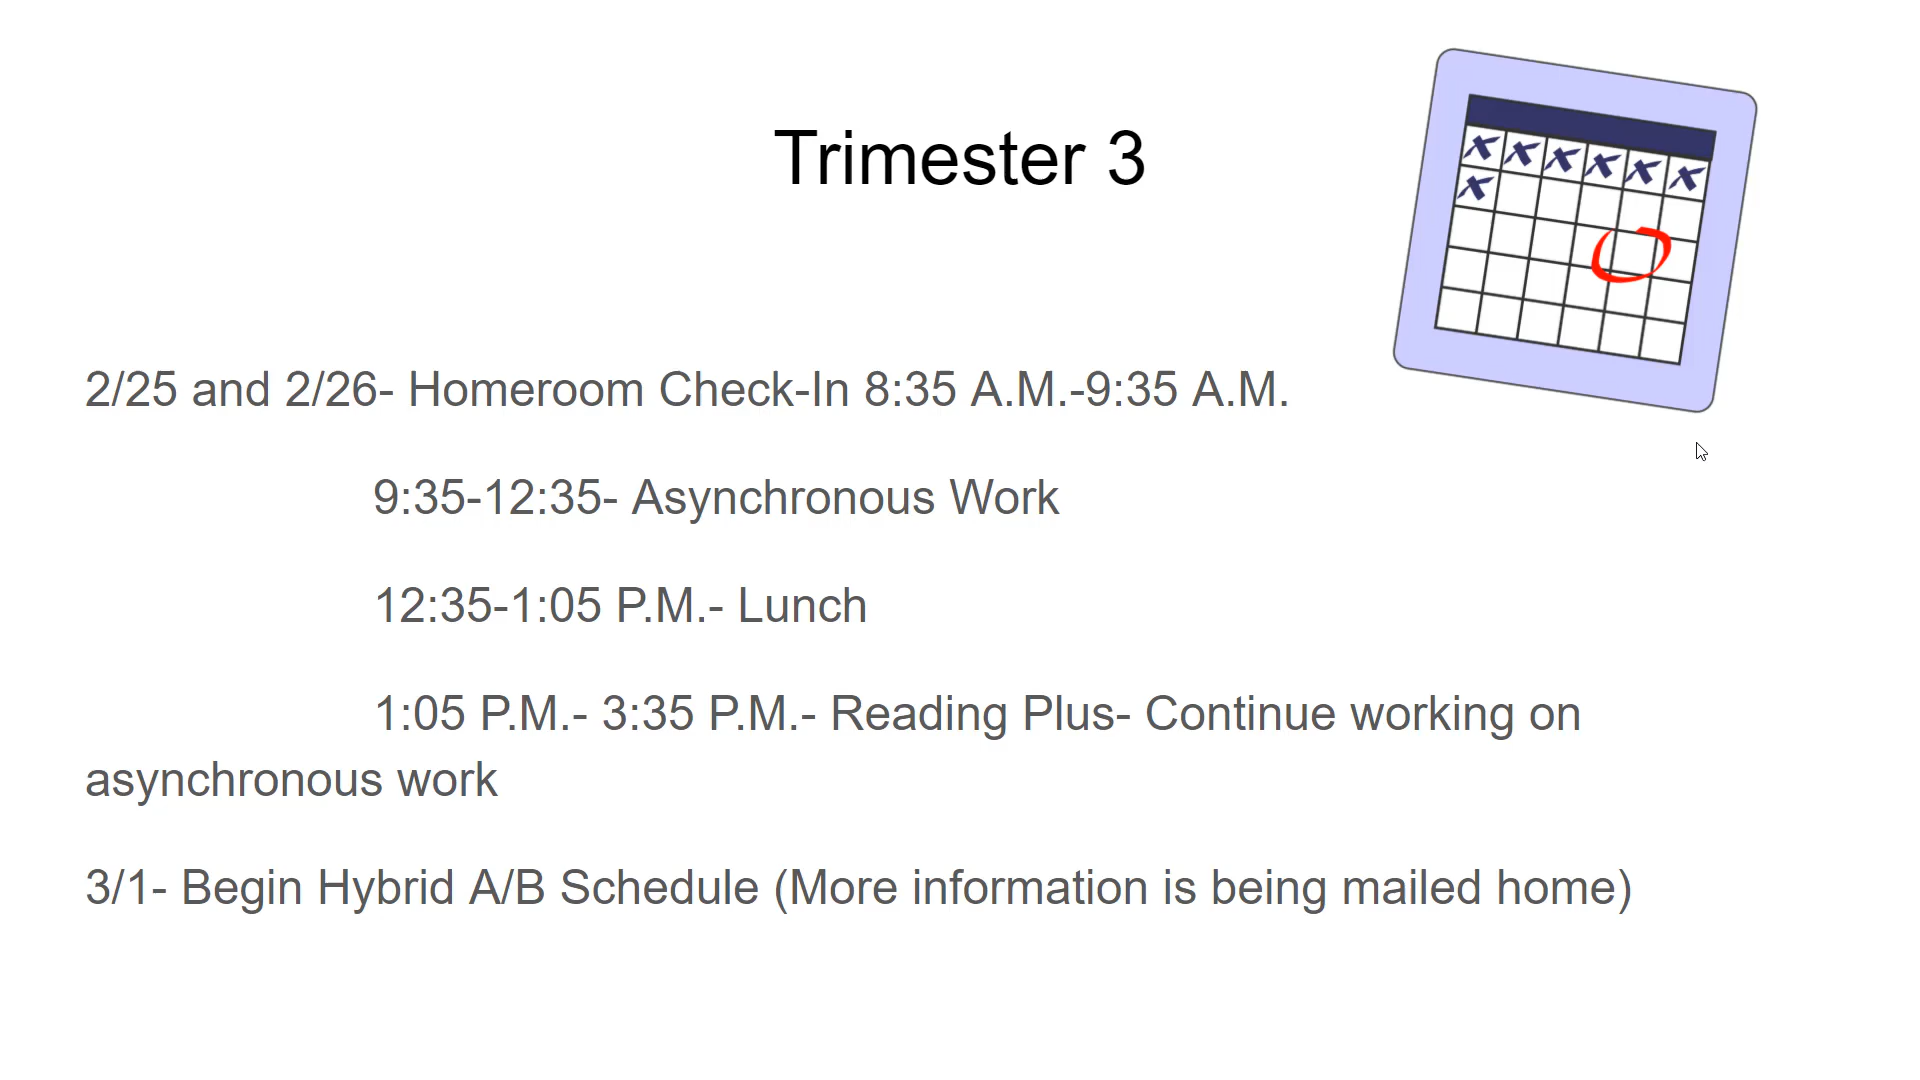 Trimester 3
2/25 and 2/26- Homeroom Check-In 8:35 A.M.-9:35 A.M.
9:35-12:35- Asynchronous Work
12:35-1:05 P.M.- Lunch
1:05 P.M.- 3:35 P.M.- Reading Plus- Continue working on
asynchronous work
3/1- Begin Hybrid A/B Schedule (More information is being mailed home)